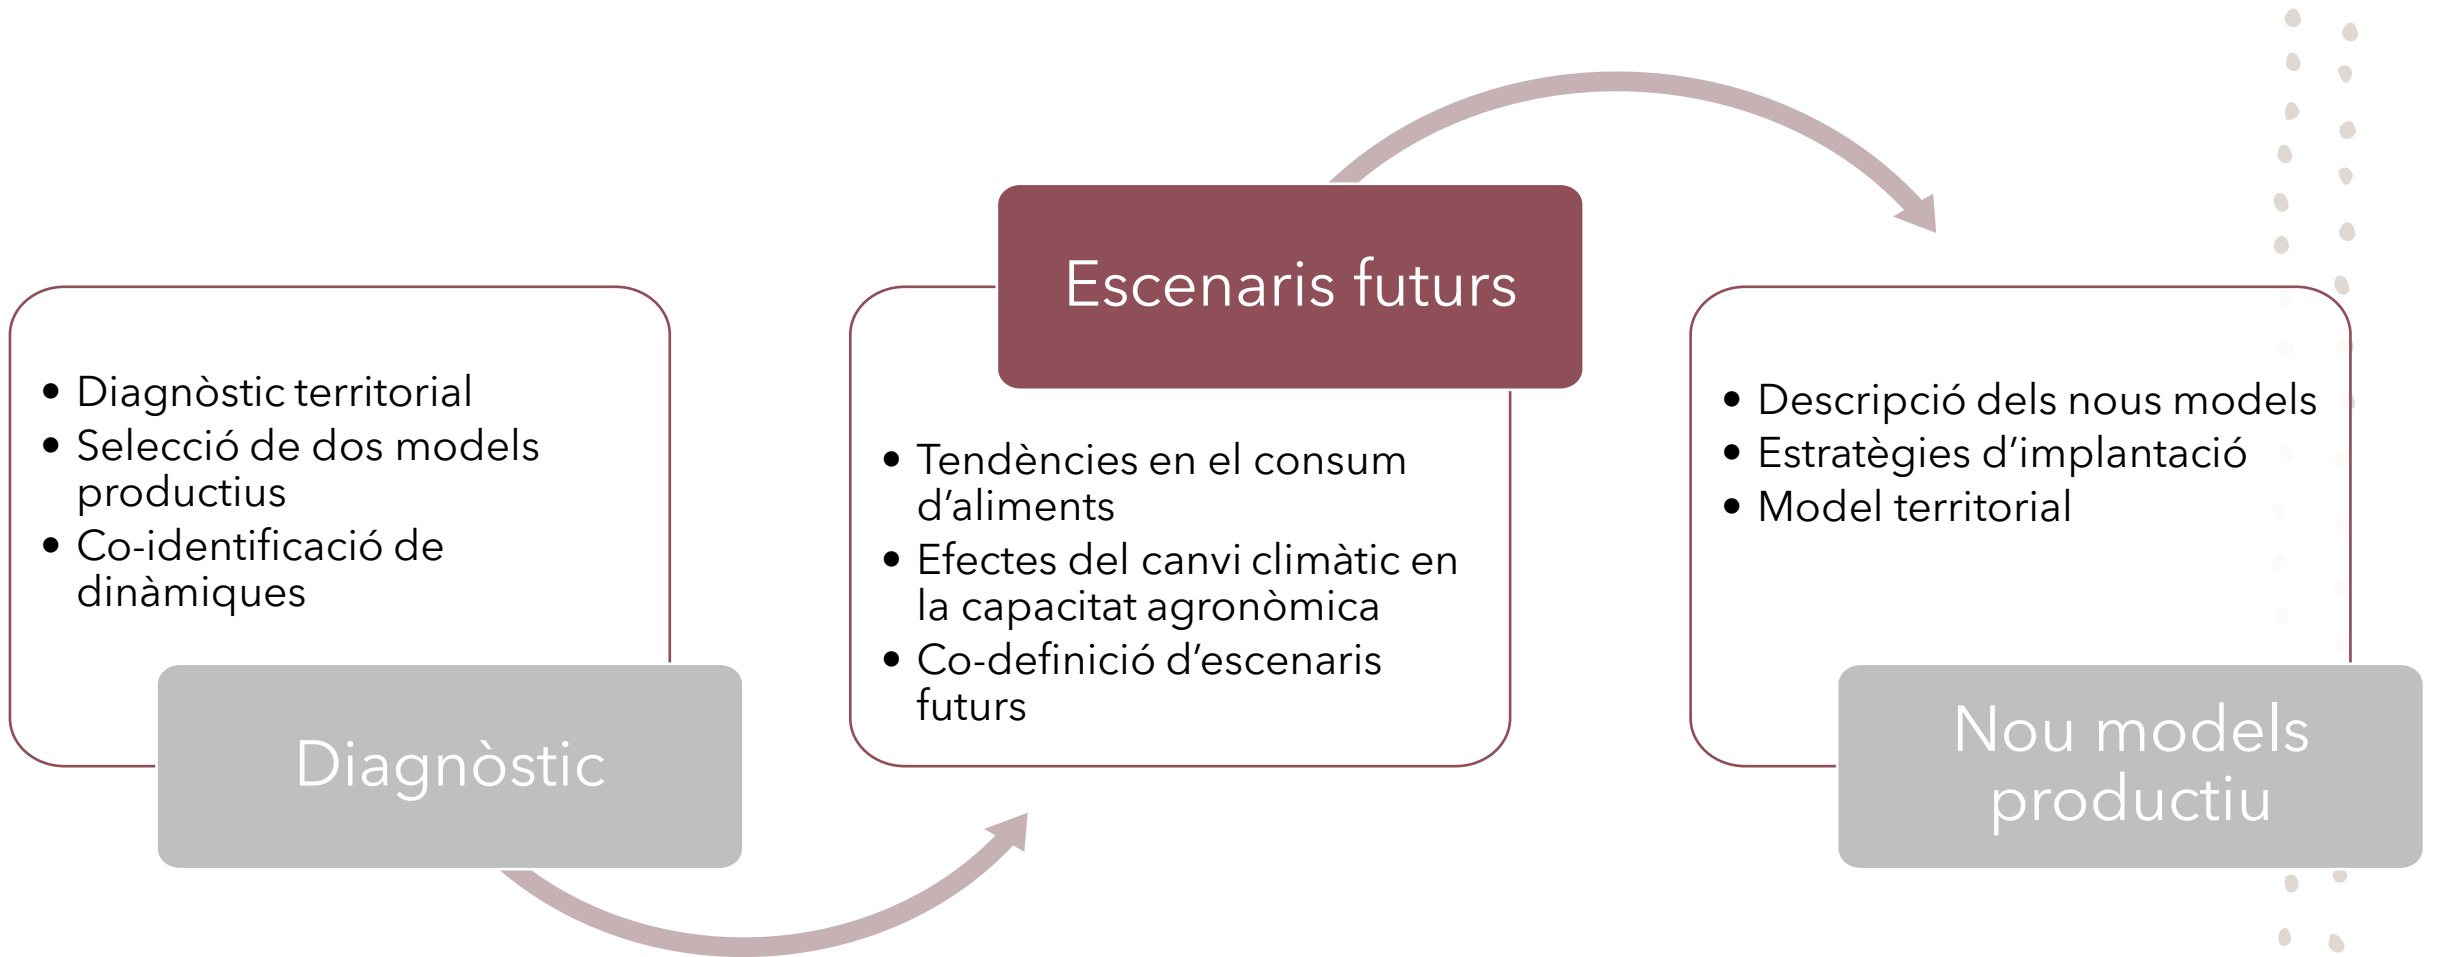 • Diagnòstic territorial
• Selecció de dos models
productius
• Co-identificació de
dinàmiques
Diagnòstic
Escenaris futurs
• Tendències en el consum
d’aliments
• Efectes del canvi climàtic en
la capacitat agronòmica
• Co-definició d’escenaris
futurs
• Descripció dels nous models
• Estratègies d’implantació
• Model territorial
Nou models
productiu